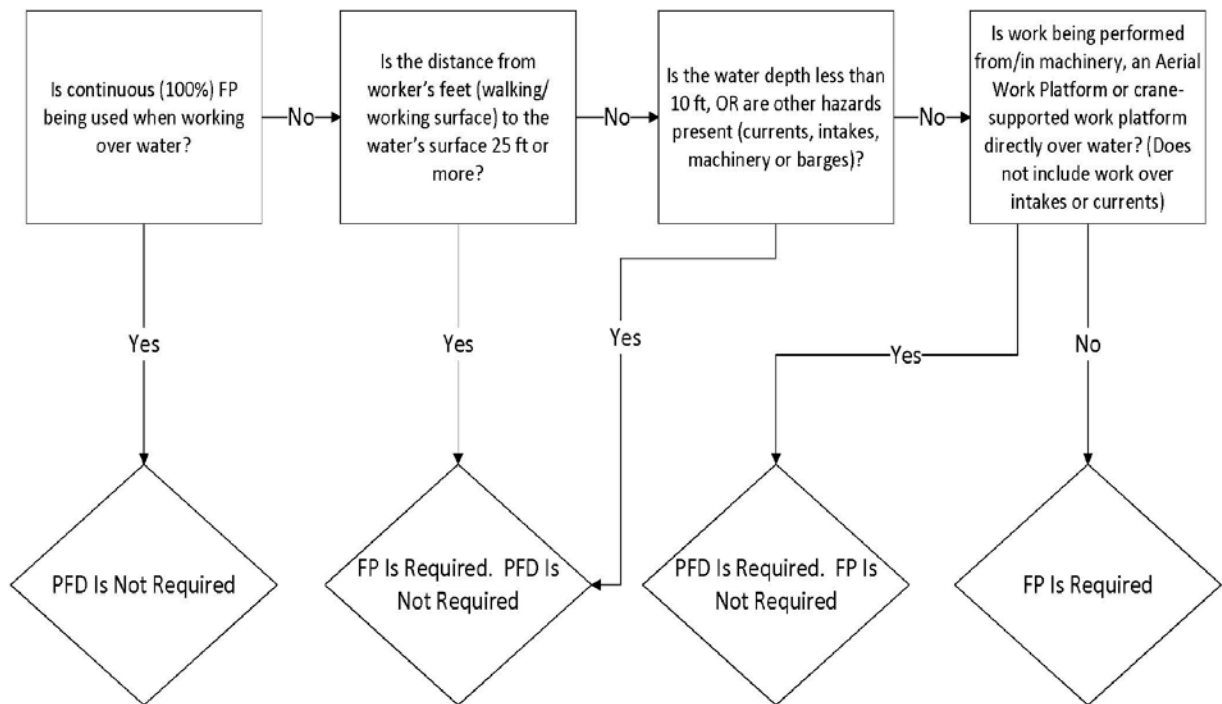 Is continuous (100%) FP
being used when working
over water?
No
Is the distance from
worker's feet (walking/
working surface) to the
water's surface 25 ft or
more?
No
Is the water depth less than
10 ft, OR are other hazards
present (currents, intakes,
machinery or barges)?
No
Is work being performed
from/in machinery, an Aerial
Work Platform or crane-
supported work platform
directly over water? (Does
not include work over
intakes or currents)
Yes
Yes
Yes
Yes
No
PFD Is Not Required
FP Is Required. PFD Is
Not Required
PFD Is Required. FP Is
Not Required
FP Is Required